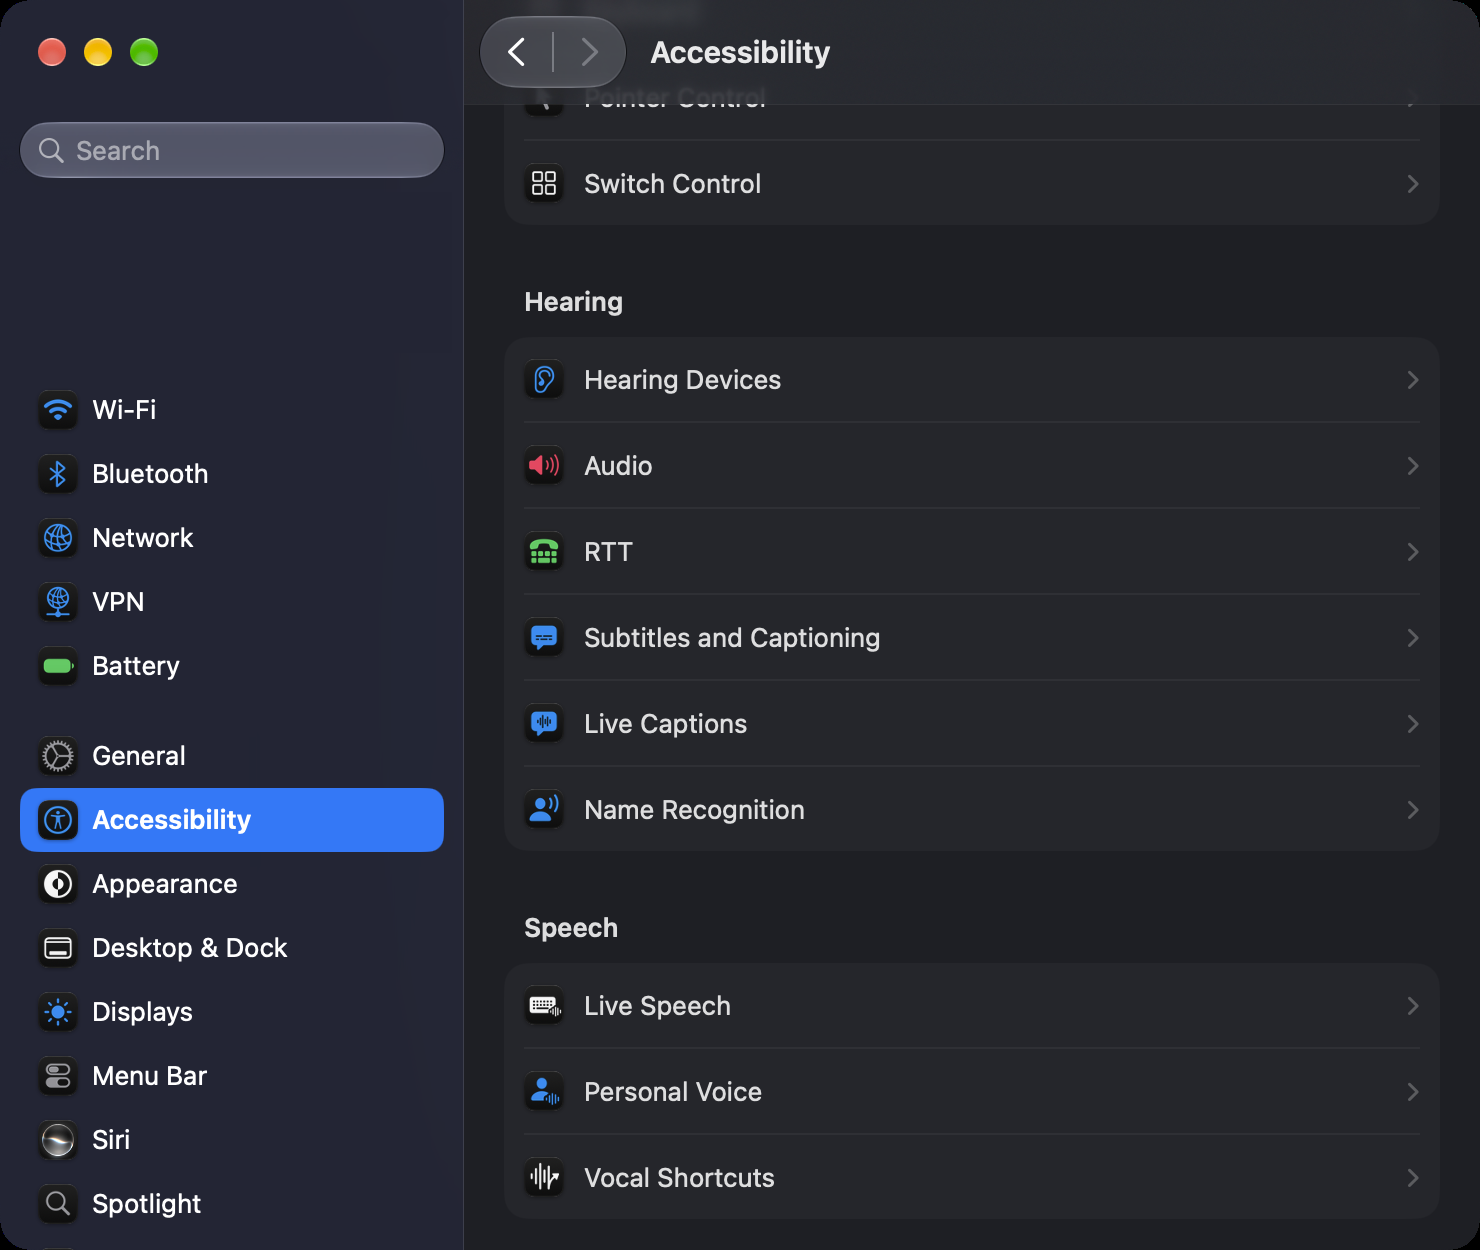 Search
Wi-Fi
Bluetooth
Network
VPN
Battery
General
Accessibility
Appearance
Desktop & Dock
Displays
Menu Bar
Siri
Spotlight
Accessibility
Pointer Control
Switch Control
Hearing
Hearing Devices
Audio
RTT
Subtitles and Captioning
Live Captions
Name Recognition
Speech
Live Speech
Personal Voice
Vocal Shortcuts